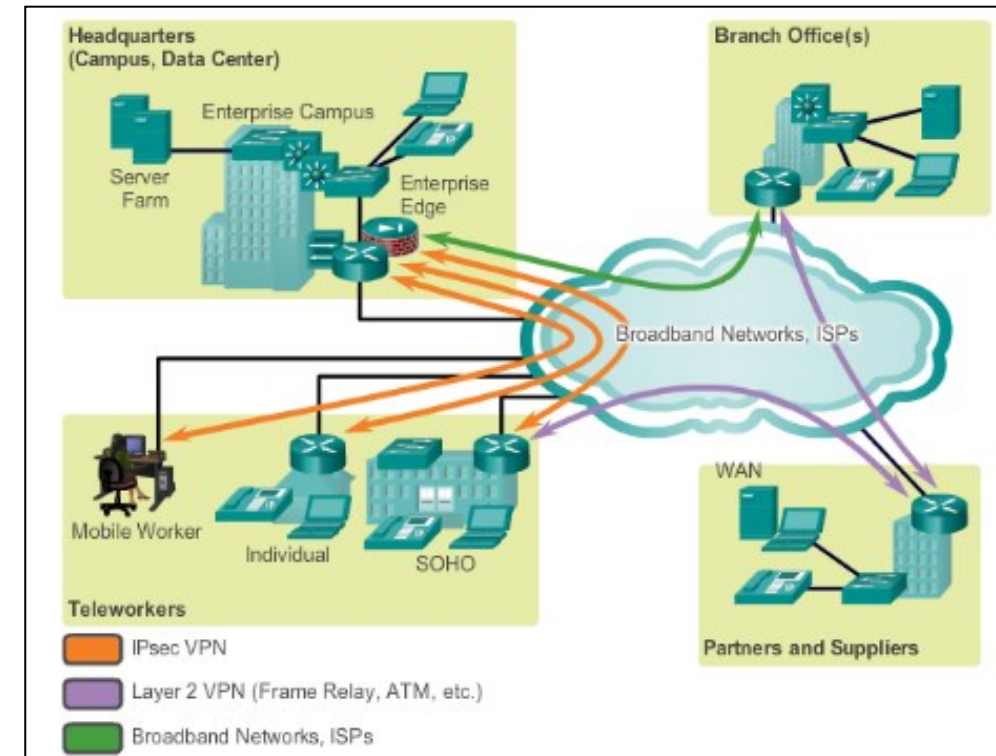 Headquarters
(Campus, Data Center)
Enterprise Campus
Server
Farm
Enterprise
Edge
Branch Office(s)
Broadband Networks, ISPs
Mobile Worker
Individual
SOHO
Teleworkers
WAN
Partners and Suppliers
IPsec VPN
Layer 2 VPN (Frame Relay, ATM, etc.)
Broadband Networks, ISPs